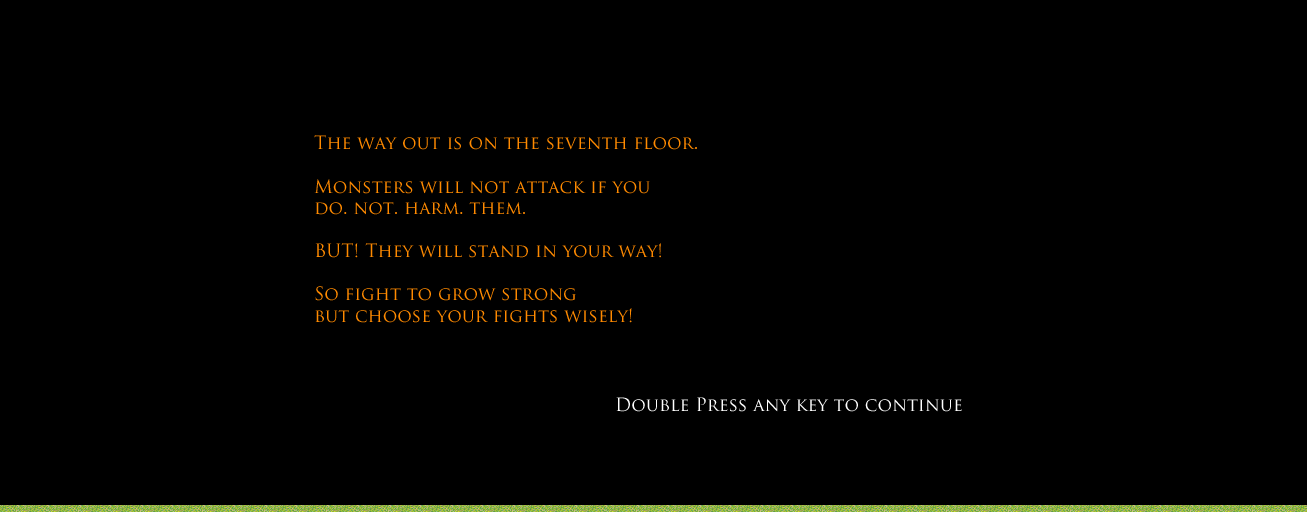 The way out is on the seventh floor.
Monsters will not attack if you
do. not. harm. them.
BUT! They will stand in your way!
So fight to grow strong
but choose your fights wisely!
Double Press any key to continue